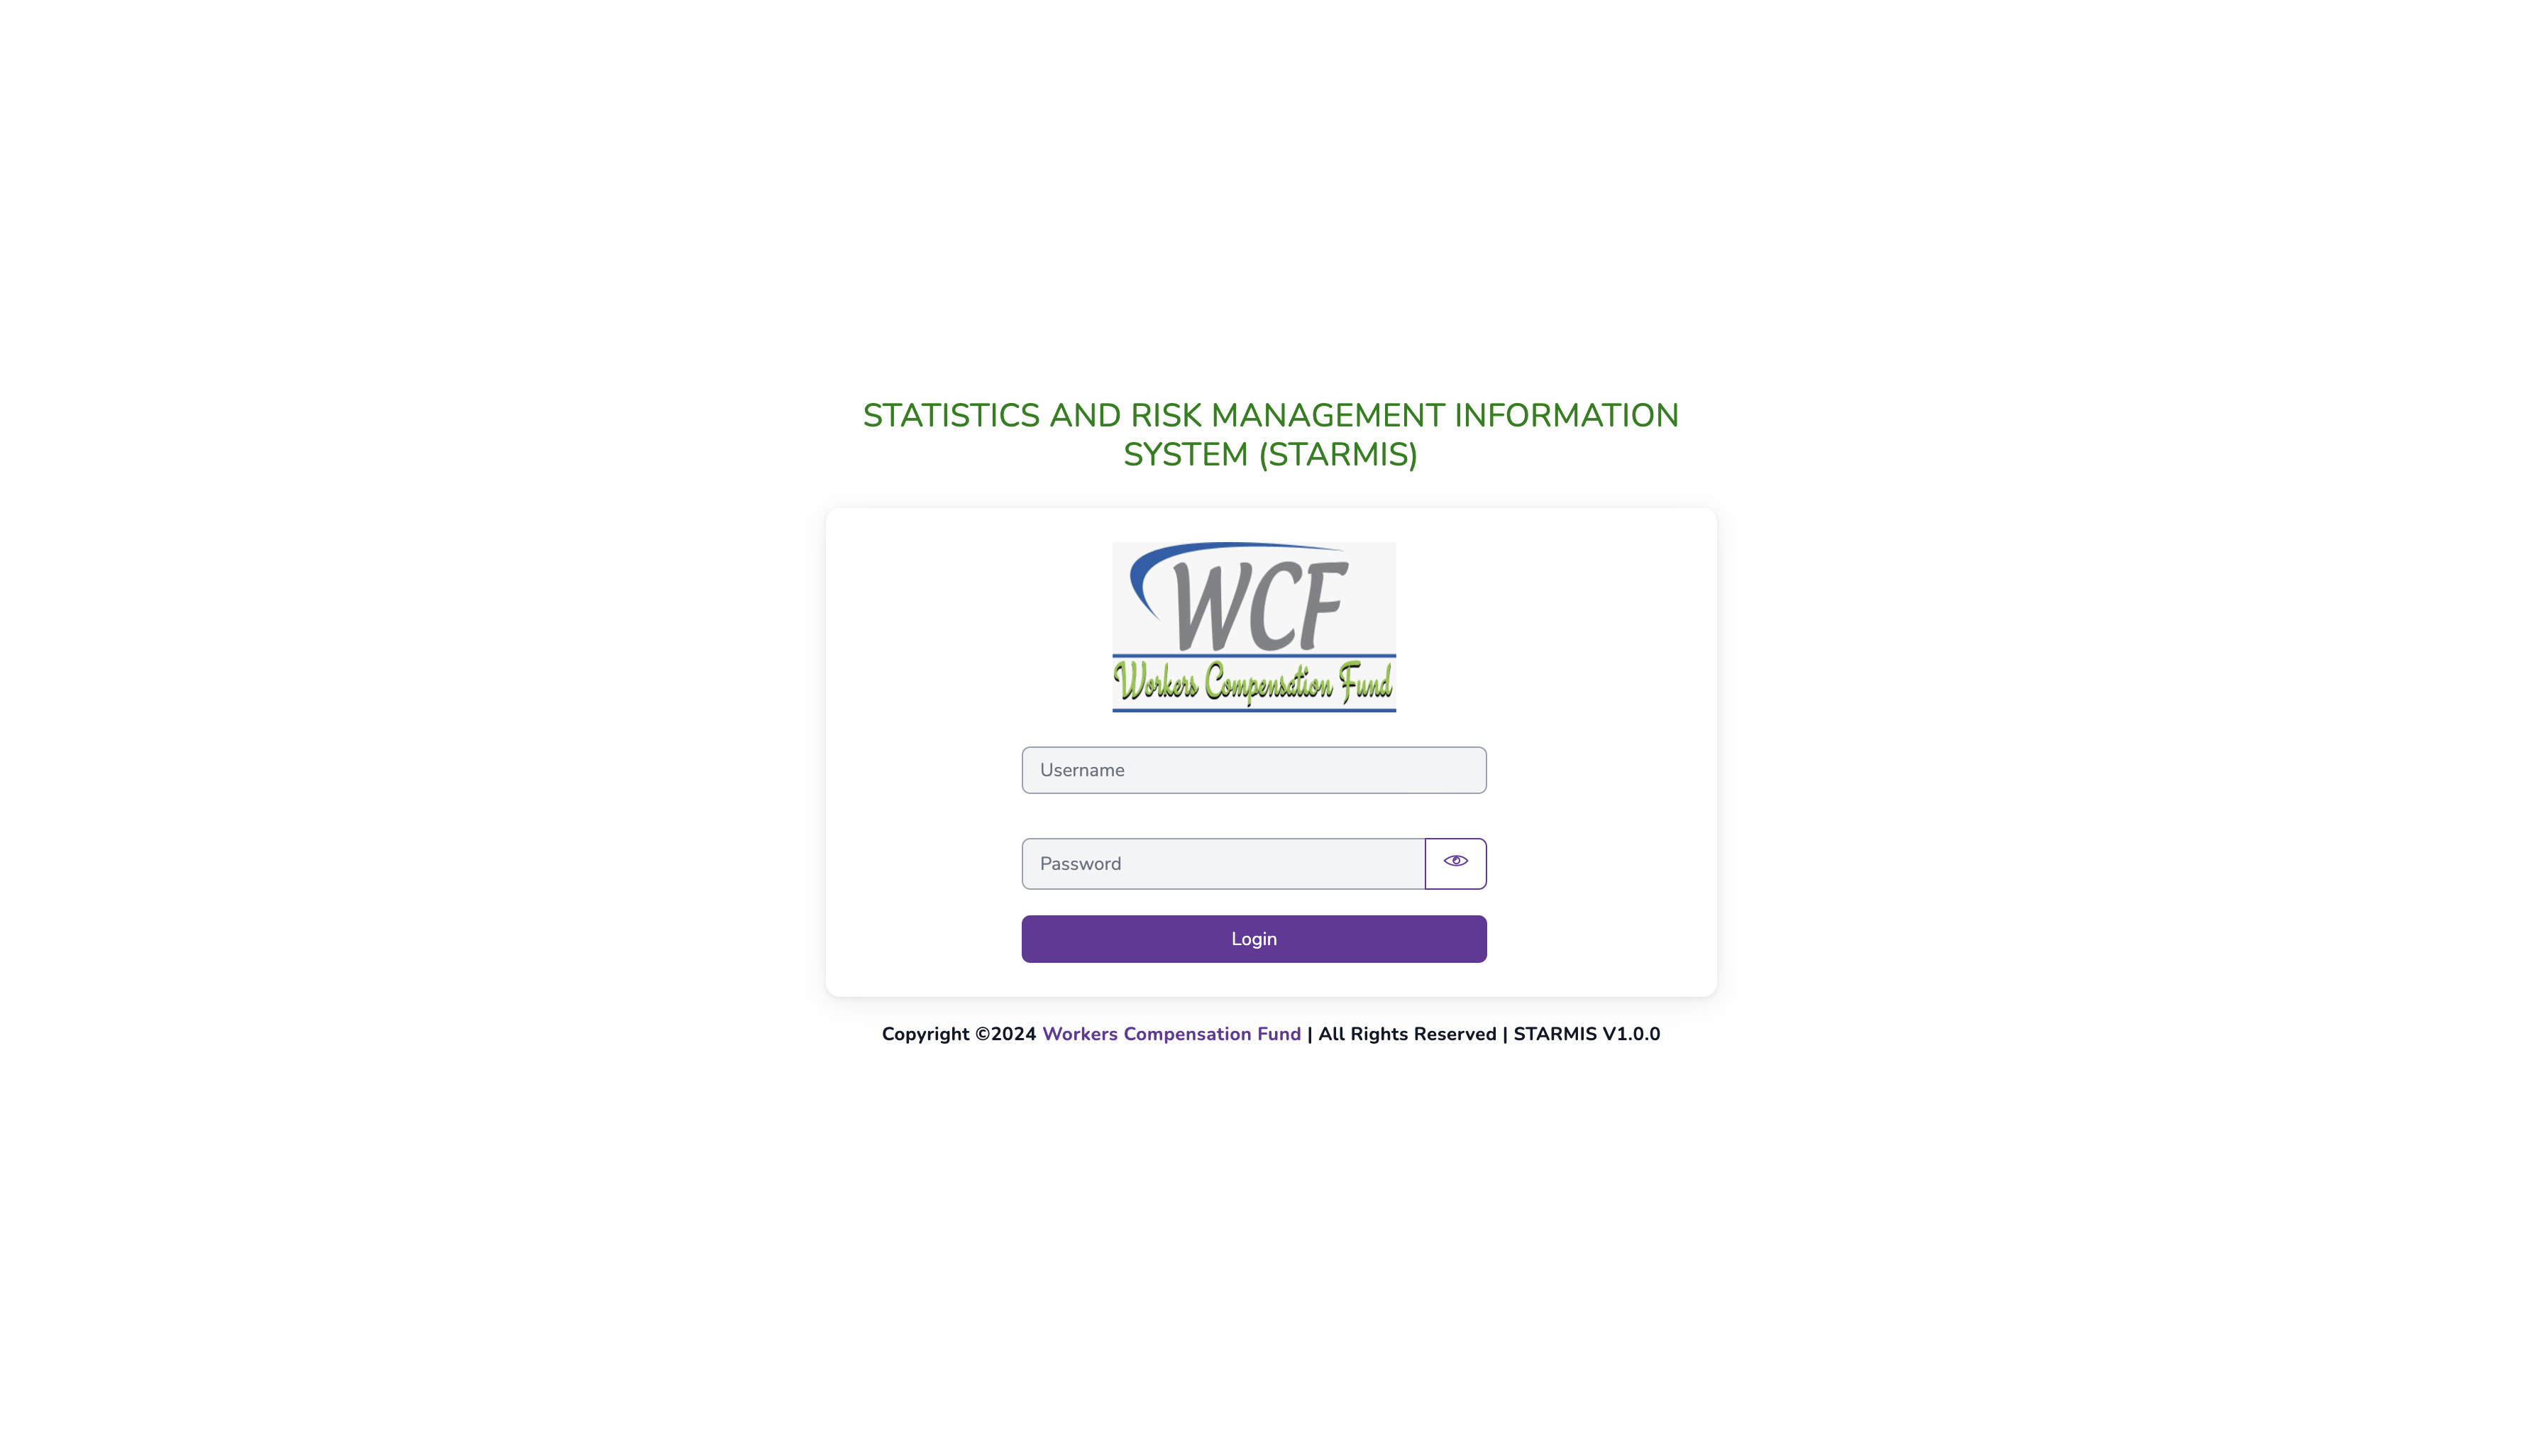 STATISTICS AND RISK MANAGEMENT INFORMATION
SYSTEM (STARMIS)
WCF
Workers Compensation Fund
Username
Password
Login
Copyright ©2024 Workers Compensation Fund | All Rights Reserved | STARMIS V1.0.0